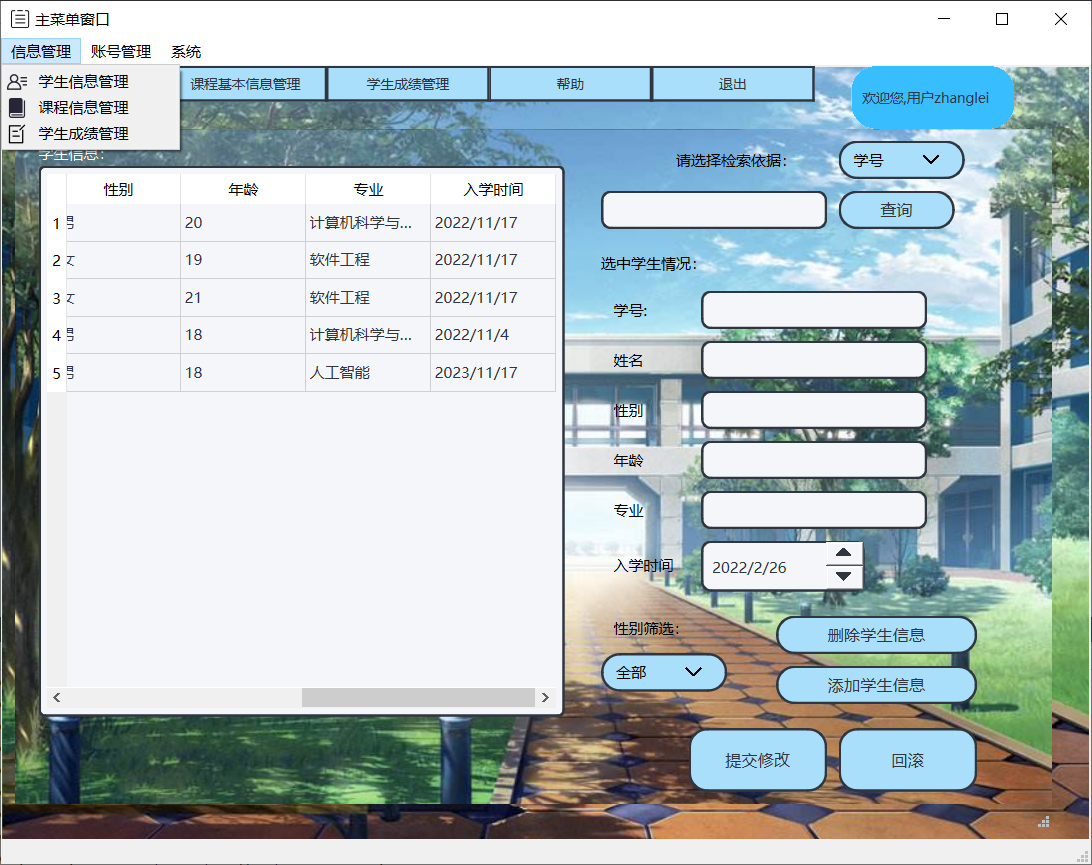 主菜单窗口
信息管理 账号管理 系统
学生信息管理
课程信息管理
学生成绩管理
课程基本信息管理 学生成绩管理 帮助 退出
欢迎您,用户zhanglei
学生信息:
性别 年龄 专业 入学时间
1 男 20 计算机科学与... 2022/11/17
2 女 19 软件工程 2022/11/17
3 女 21 软件工程 2022/11/17
4 男 18 计算机科学与... 2022/11/4
5 男 18 人工智能 2023/11/17
请选择检索依据: 学号
查询
选中学生情况:
学号:
姓名
性别
年龄
专业
入学时间 2022/2/26
性别筛选:
全部
删除学生信息
添加学生信息
提交修改 回滚